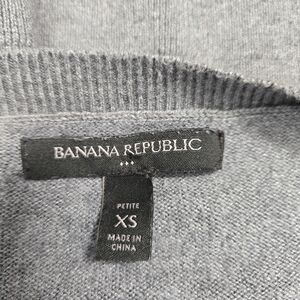 BANANA REPUBLIC
PETITE
XS
MADE IN
CHINA